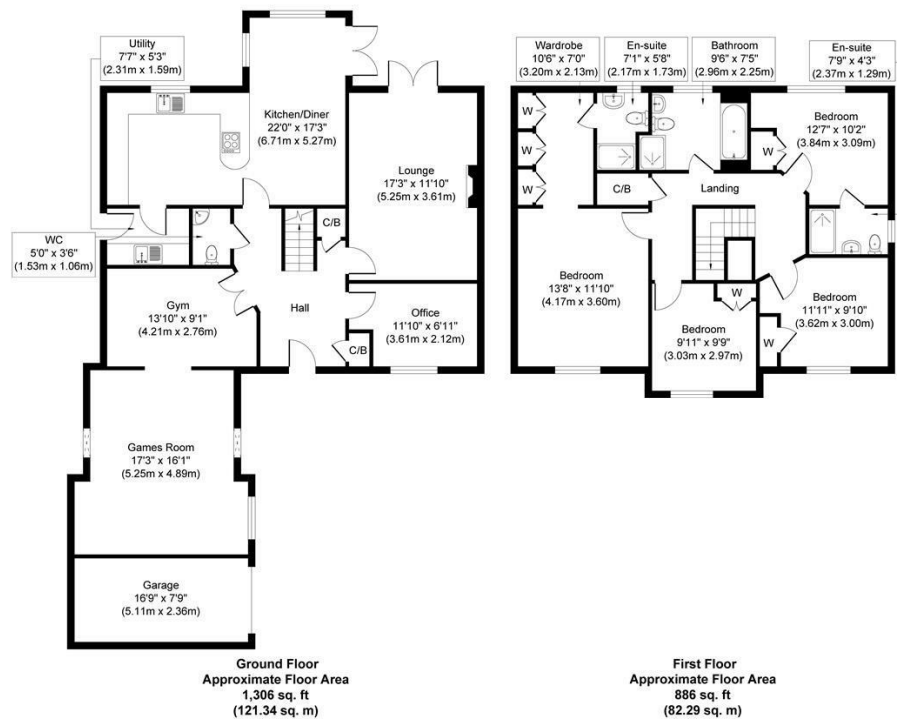 Utility
7'7" x 5'3"
(2.31m x 1.59m)
Kitchen/Diner
22'0" x 17'3"
(6.71m x 5.27m)
Lounge
17'3" x 11'10"
(5.25m x 3.61m)
WC
5'0" x 3'6"
(1.53m x 1.06m)
C/B
Gym
13'10" x 9'1"
(4.21m x 2.76m)
Hall
Office
11'10" x 6'11"
(3.61m x 2.12m)
C/B
Games Room
17'3" x 16'1"
(5.25m x 4.89m)
Garage
16'9" x 7'9"
(5.11m x 2.36m)
Ground Floor
Approximate Floor Area
1,306 sq. ft
(121.34 sq. m)
Wardrobe
10'6" x 7'0"
(3.20m x 2.13m)
En-suite
7'1" x 5'8"
(2.17m x 1.73m)
Bathroom
9'6" x 7'5"
(2.96m x 2.25m)
En-suite
7'9" x 4'3"
(2.37m x 1.29m)
W
W
W
Bedroom
12'7" x 10'2"
(3.84m x 3.09m)
W
C/B
Landing
Bedroom
13'8" x 11'10"
(4.17m x 3.60m)
W
Bedroom
9'11" x 9'9"
(3.03m x 2.97m)
W
Bedroom
11'11" x 9'10"
(3.62m x 3.00m)
First Floor
Approximate Floor Area
886 sq. ft
(82.29 sq. m)